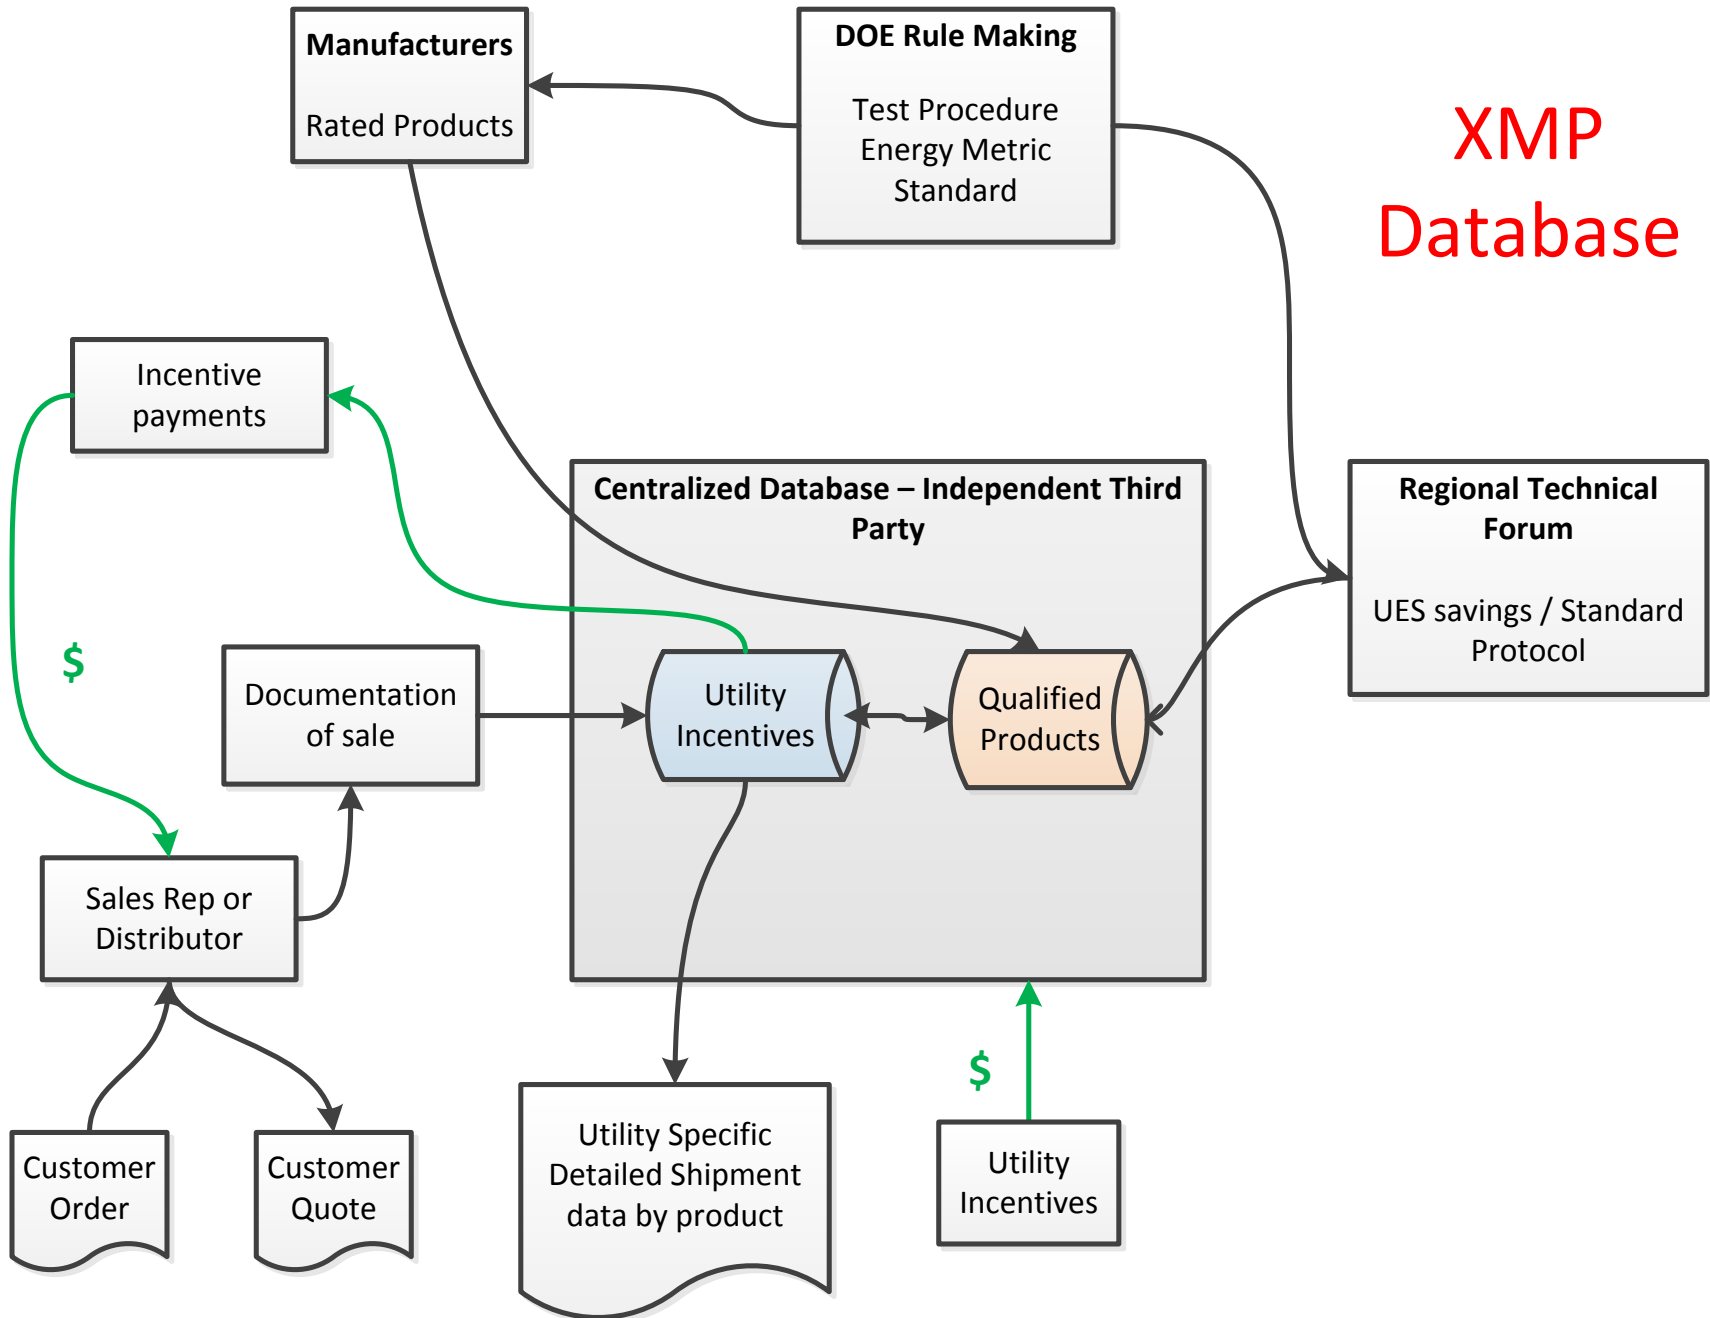 Manufacturers
Rated Products
DOE Rule Making
Test Procedure
Energy Metric
Standard
XMP
Database
Incentive
payments
Centralized Database – Independent Third
Party
Regional Technical
Forum
UES savings / Standard
Protocol
$
Documentation
of sale
Utility
Incentives
Qualified
Products
Sales Rep or
Distributor
$
Customer
Order
Customer
Quote
Utility Specific
Detailed Shipment
data by product
Utility
Incentives